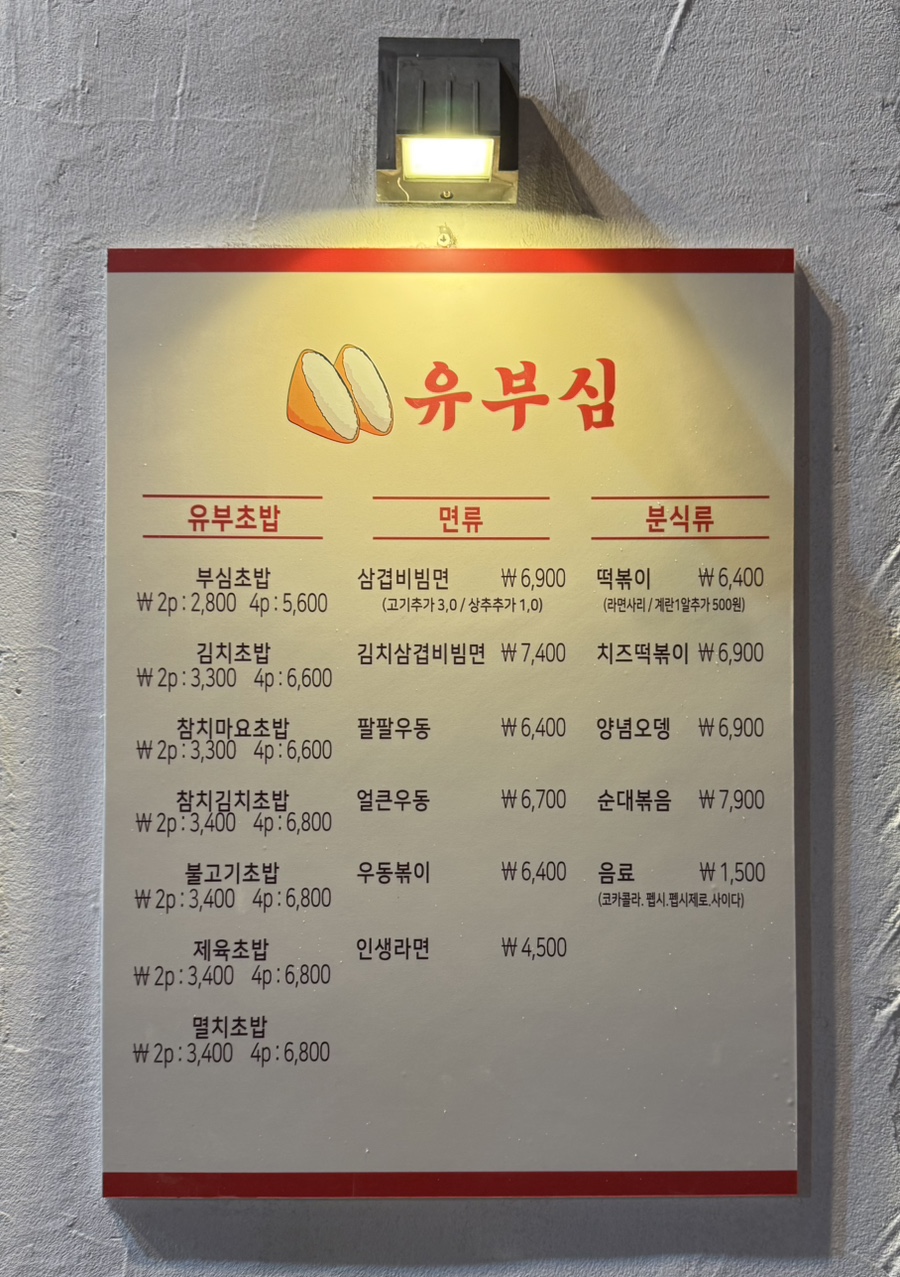 유부심
유부초밥
부심초밥
₩ 2p : 2,800 4p : 5,600
김치초밥
₩ 2p : 3,300 4p : 6,600
참치마요초밥
₩ 2p : 3,300 4p : 6,600
참치김치초밥
₩ 2p : 3,400 4p : 6,800
불고기초밥
₩ 2p : 3,400 4p : 6,800
제육초밥
₩ 2p : 3,400 4p : 6,800
멸치초밥
₩ 2p : 3,400 4p : 6,800
면류
삼겹비빔면 ₩ 6,900
(고기추가 3,0 / 상추추가 1,0)
김치삼겹비빔면 ₩ 7,400
팔팔우동 ₩ 6,400
얼큰우동 ₩ 6,700
우동볶이 ₩ 6,400
인생라면 ₩ 4,500
분식류
떡볶이 ₩ 6,400
(라면사리 / 계란1알추가 500원)
치즈떡볶이 ₩ 6,900
양념오뎅 ₩ 6,900
순대볶음 ₩ 7,900
음료 ₩ 1,500
(코카콜라. 펩시.펩시제로.사이다)